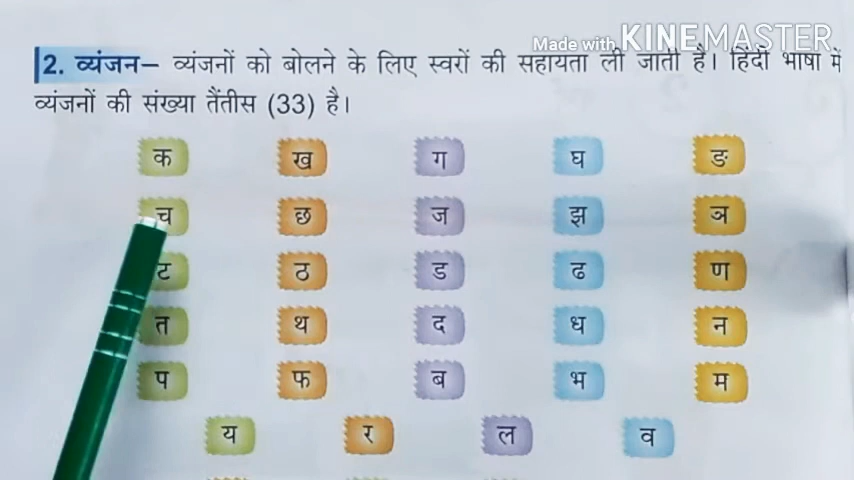 Made with KINEMASTER
2. व्यंजन– व्यंजनों को बोलने के लिए स्वरों की सहायता ली जाती है। हिंदी भाषा में
व्यंजनों की संख्या तैंतीस (33) है।
क ख ग घ ङ
च छ ज झ ञ
ट ठ ड ढ ण
त थ द ध न
प फ ब भ म
य र ल व